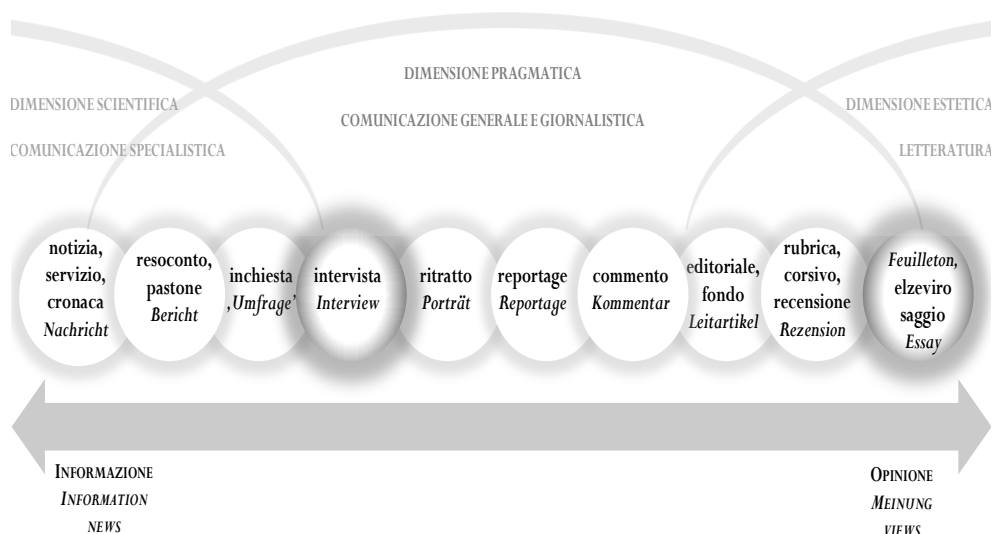 DIMENSIONE PRAGMATICA
DIMENSIONE SCIENTIFICA
DIMENSIONE ESTETICA
COMUNICAZIONE GENERALE E GIORNALISTICA
COMUNICAZIONE SPECIALISTICA
LETTERATURA
notizia,
servizio,
cronaca
Nachricht
resoconto,
pastone
Bericht
inchiesta
‚Umfrage'
intervista
Interview
ritratto
Porträt
reportage
Reportage
commento
Kommentar
editoriale,
fondo
Leitartikel
rubrica,
corsivo,
recensione
Rezension
Feuilleton,
elzeviro
saggio
Essay
INFORMAZIONE
INFORMATION
NEWS
OPINIONE
MEINUNG
VIEWS